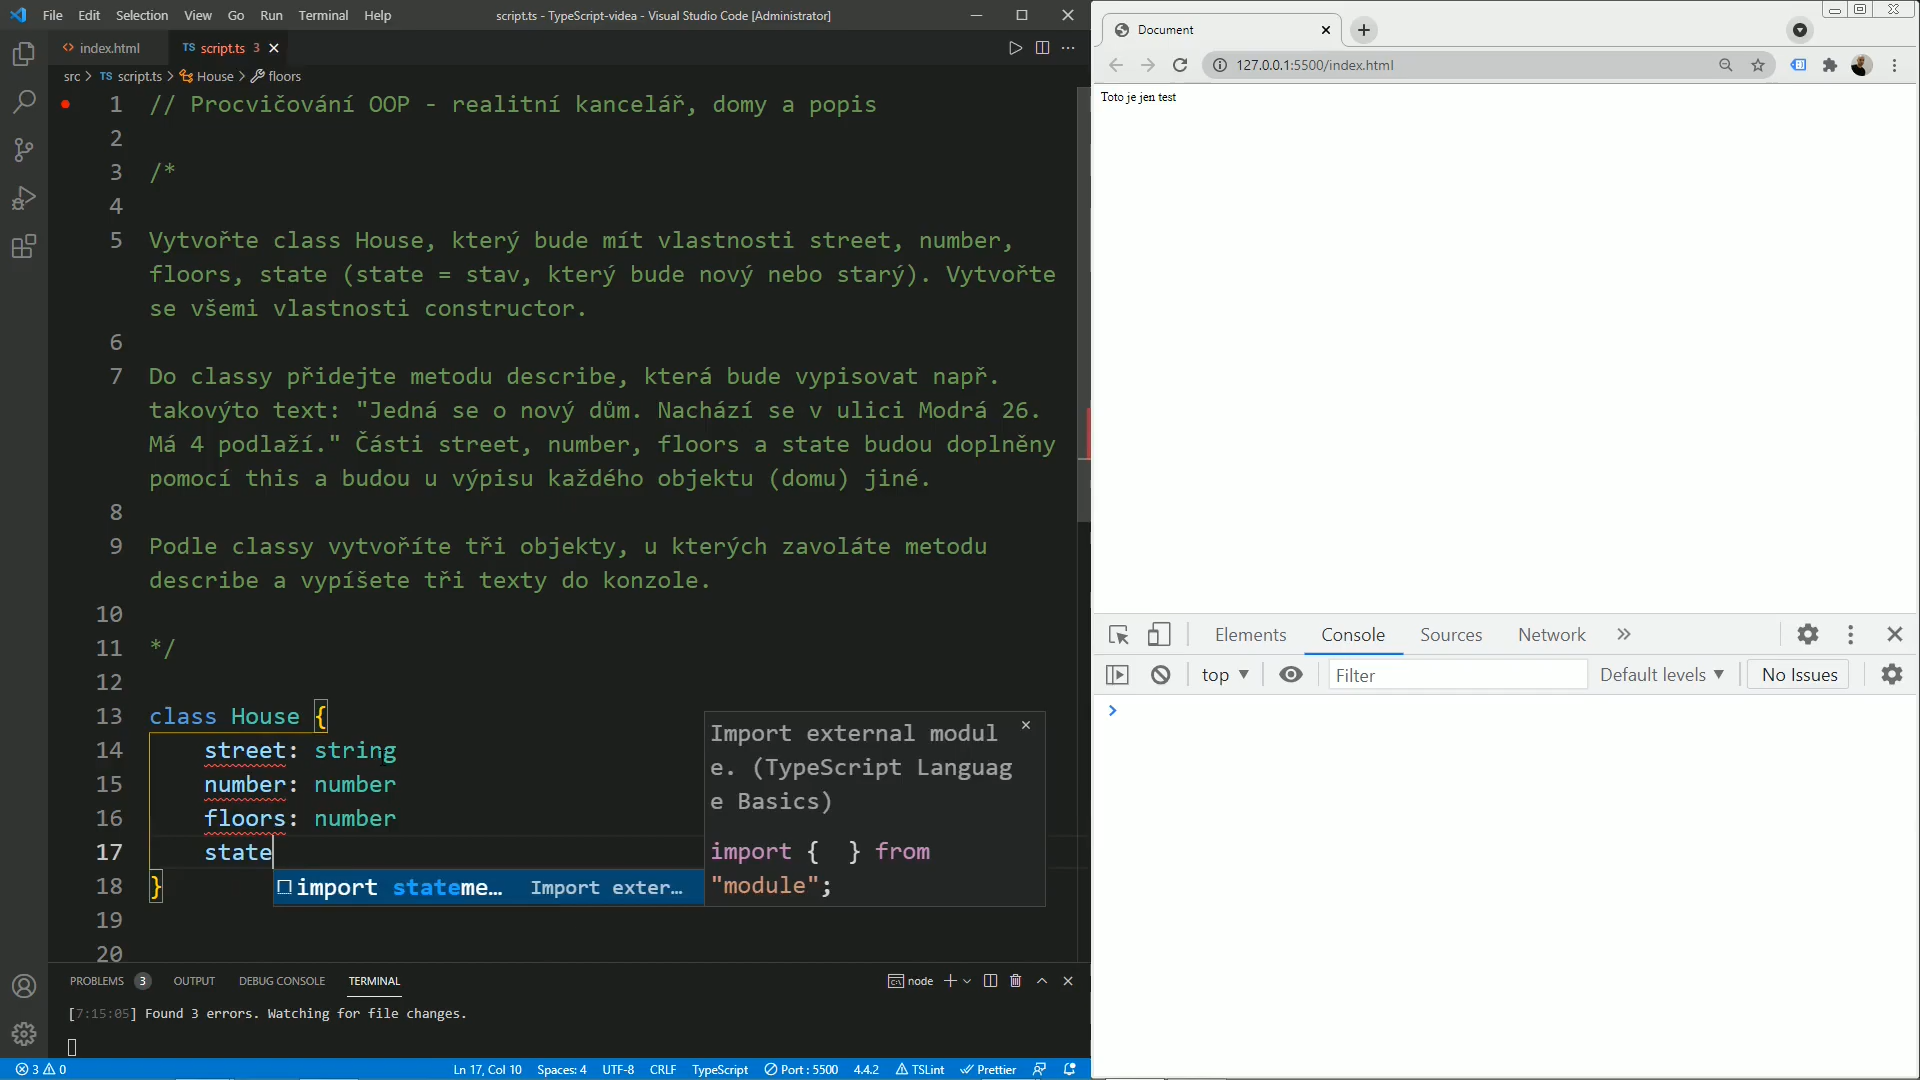 File Edit Selection View Go Run Terminal Help script.ts - TypeScript-videa - Visual Studio Code [Administrator]
index.html TS script.ts 3
src > TS script.ts > House > floors
1 // Procvičování OOP - realitní kancelář, domy a popis
2
3 /*
4
5 Vytvořte class House, který bude mít vlastnosti street, number,
floors, state (state = stav, který bude nový nebo starý). Vytvořte
se všemi vlastnosti constructor.
6
7 Do classy přidejte metodu describe, která bude vypisovat např.
takovýto text: "Jedná se o nový dům. Nachází se v ulici Modrá 26.
Má 4 podlaží." Části street, number, floors a state budou doplněny
pomocí this a budou u výpisu každého objektu (domu) jiné.
8
9 Podle classy vytvoříte tři objekty, u kterých zavoláte metodu
describe a vypíšete tři texty do konzole.
10
11 */
12
13 class House {
14 street: string
15 number: number
16 floors: number
17 state
18 }
19
20
import stateme... Import exter...
Import external modul
e. (TypeScript Languag
e Basics)
import { } from
"module";
PROBLEMS 3 OUTPUT DEBUG CONSOLE TERMINAL node
[7:15:05] Found 3 errors. Watching for file changes.
3 0 Ln 17, Col 10 Spaces: 4 UTF-8 CRLF TypeScript Port : 5500 4.4.2 TSLint Prettier
Document
127.0.0.1:5500/index.html
Toto je jen test
Elements Console Sources Network
top Filter Default levels No Issues